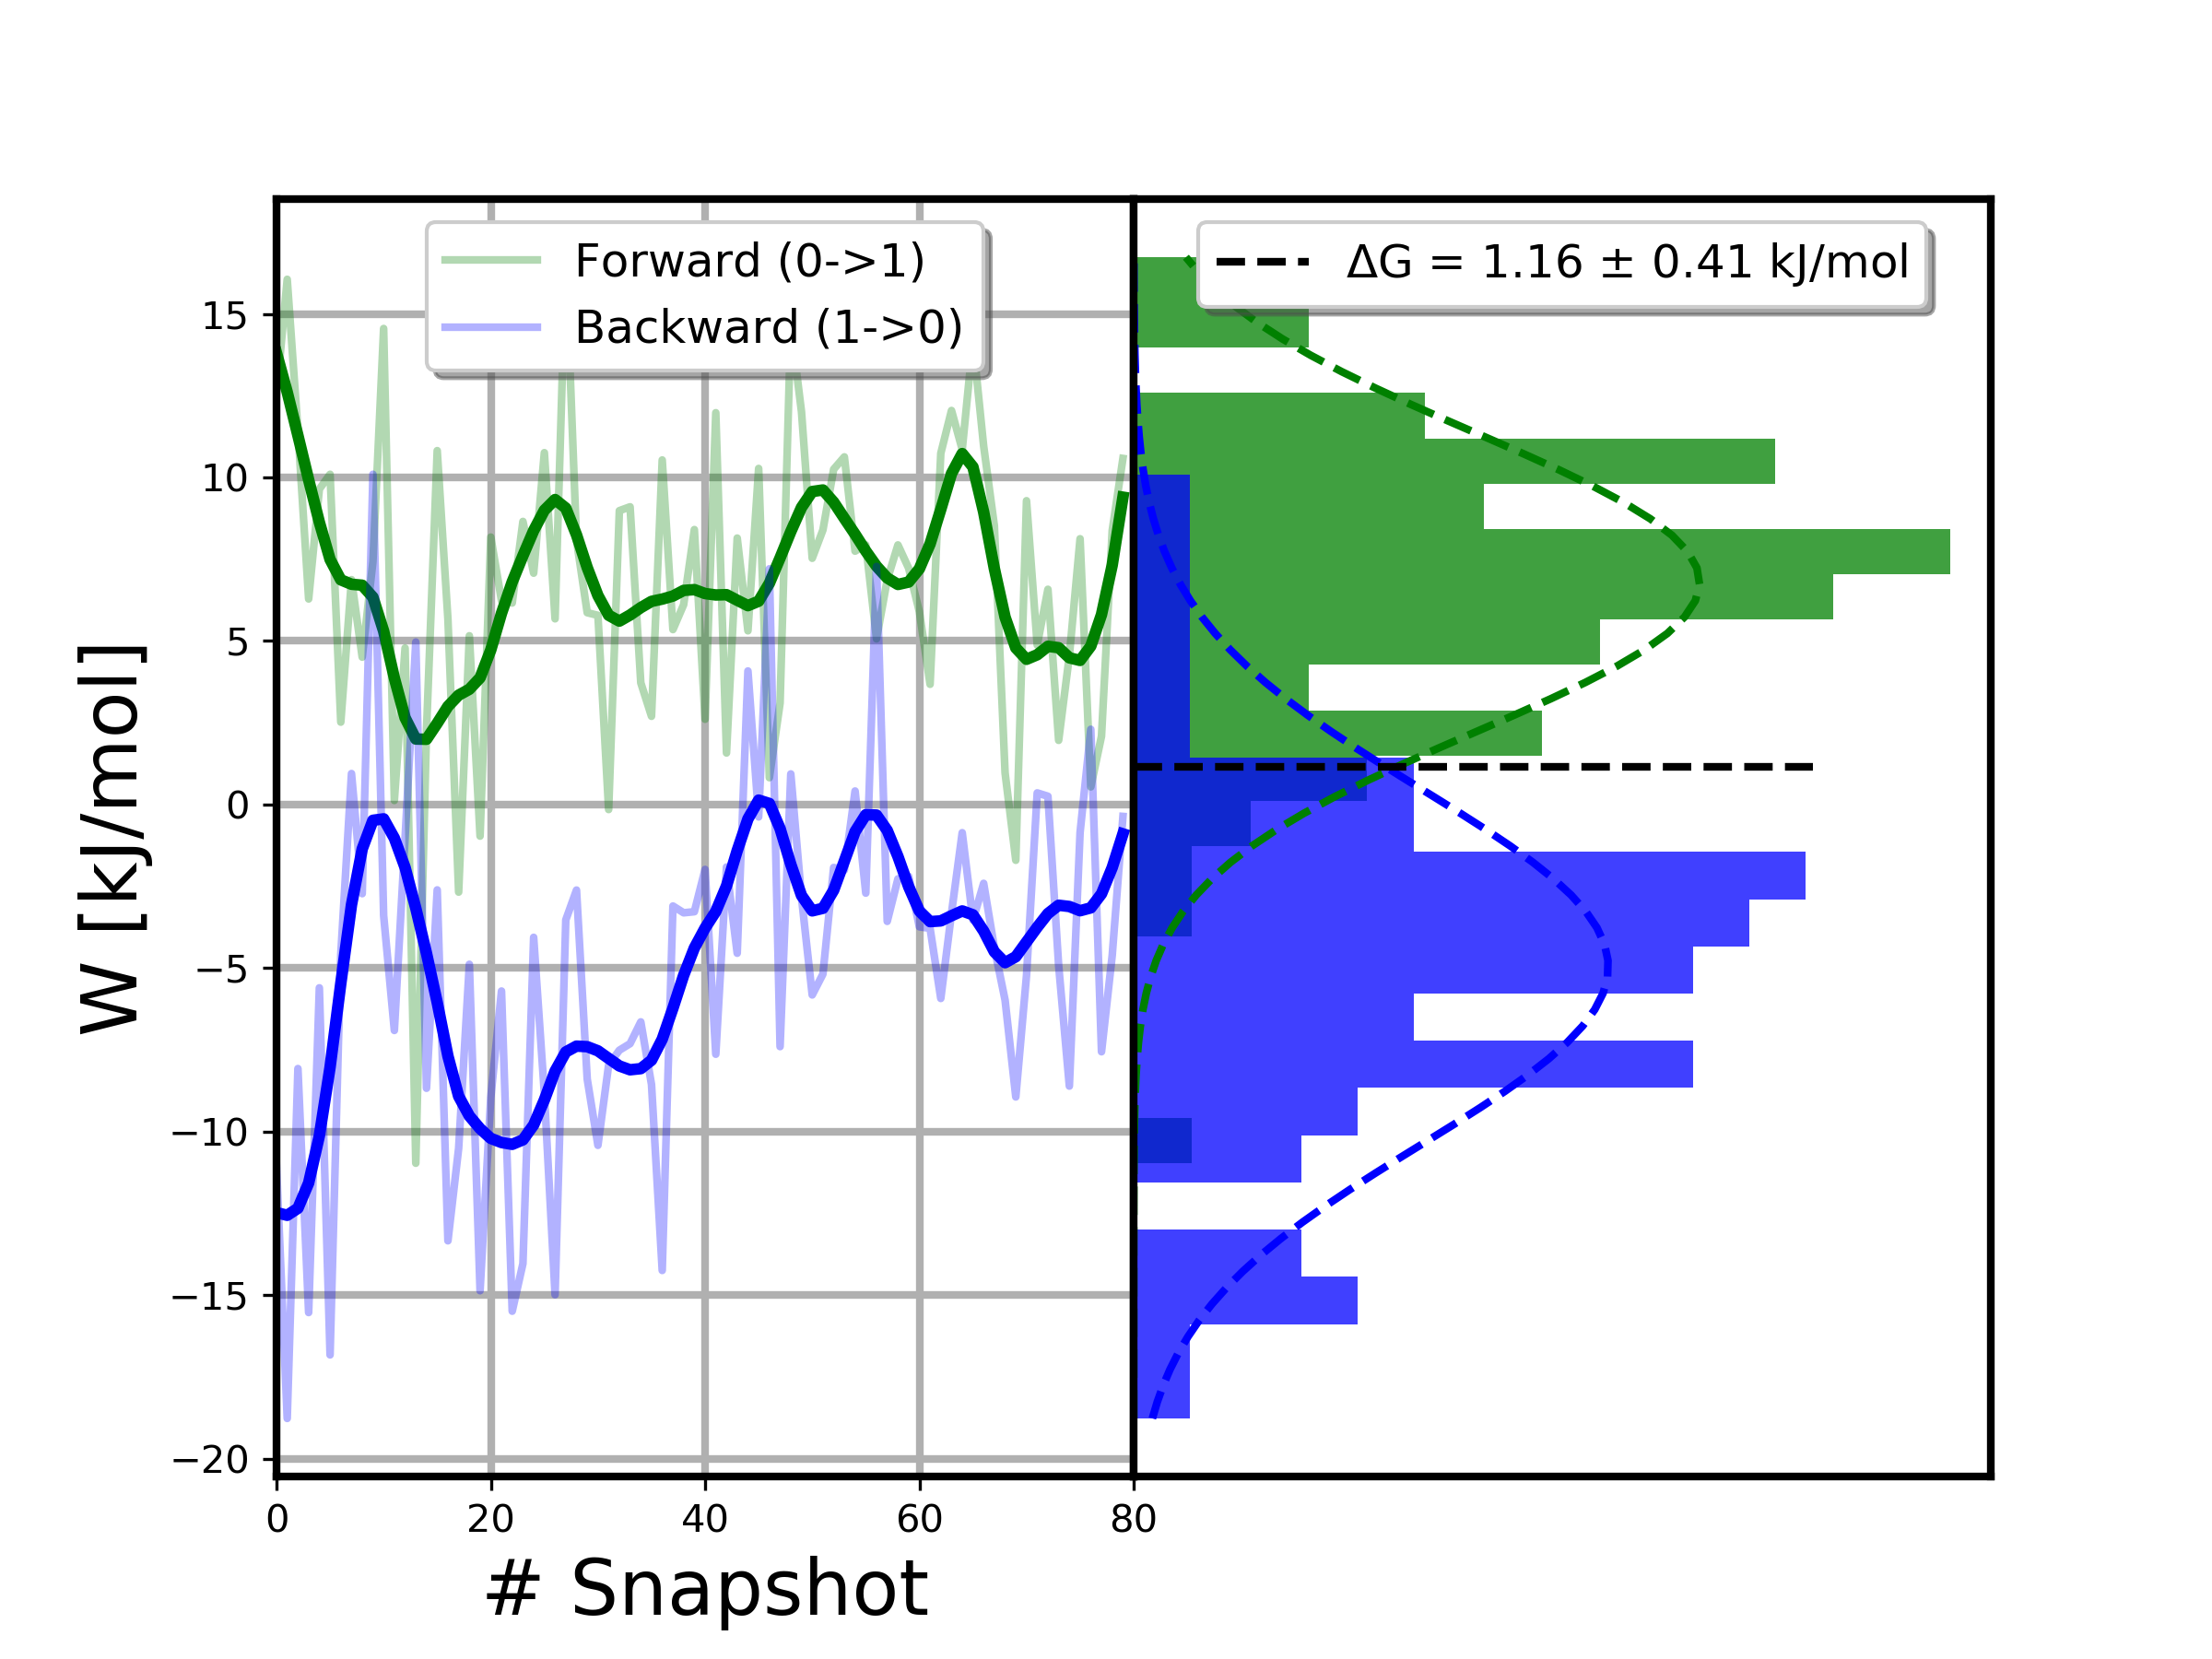 Forward (0->1)
Backward (1->0)
ΔG = 1.16 ± 0.41 kJ/mol
15
10
5
0
−5
−10
−15
−20
W [kJ/mol]
0 20 40 60 80
# Snapshot